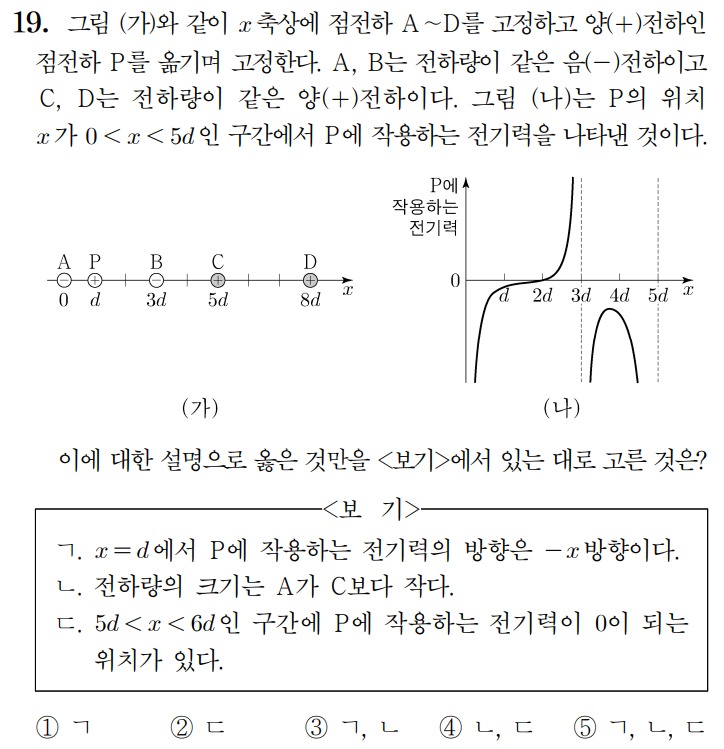 19. 그림 (가)와 같이 x축상에 점전하 A~D를 고정하고 양(+)전하인
점전하 P를 옮기며 고정한다. A, B는 전하량이 같은 음(-)전하이고
C, D는 전하량이 같은 양(+)전하이다. 그림 (나)는 P의 위치
x가 0<x<5d인 구간에서 P에 작용하는 전기력을 나타낸 것이다.
A P B C D
0 d 3d 5d 8d x
(가)
P에
작용하는
전기력
0 d 2d 3d 4d 5d x
(나)
이에 대한 설명으로 옳은 것만을 <보기>에서 있는 대로 고른 것은?
<보 기>
ㄱ. x=d에서 P에 작용하는 전기력의 방향은 -x방향이다.
ㄴ. 전하량의 크기는 A가 C보다 작다.
ㄷ. 5d<x<6d인 구간에 P에 작용하는 전기력이 0이 되는
위치가 있다.
① ㄱ ② ㄷ ③ ㄱ, ㄴ ④ ㄴ, ㄷ ⑤ ㄱ, ㄴ, ㄷ